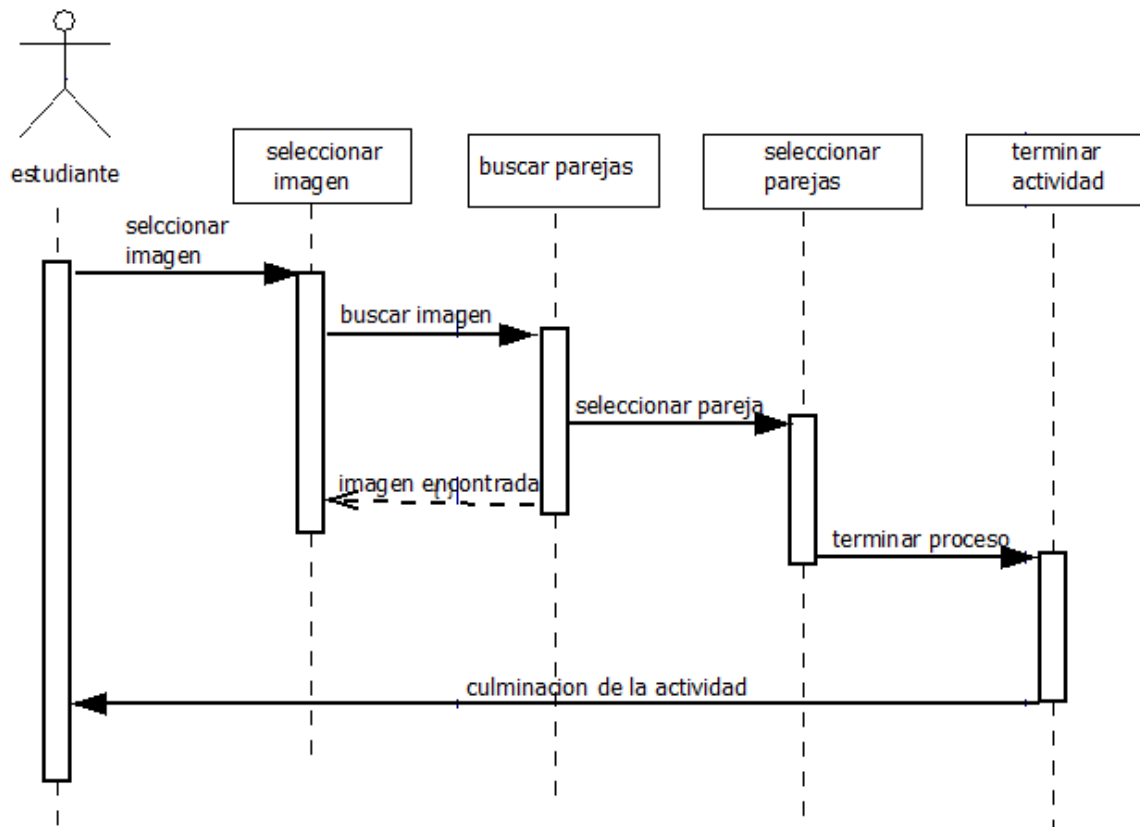 estudiante
seleccionar
imagen
buscar parejas
seleccionar
parejas
terminar
actividad
selccionar
imagen
buscar imagen
seleccionar pareja
imagen encontrada
terminar proceso
culminacion de la actividad